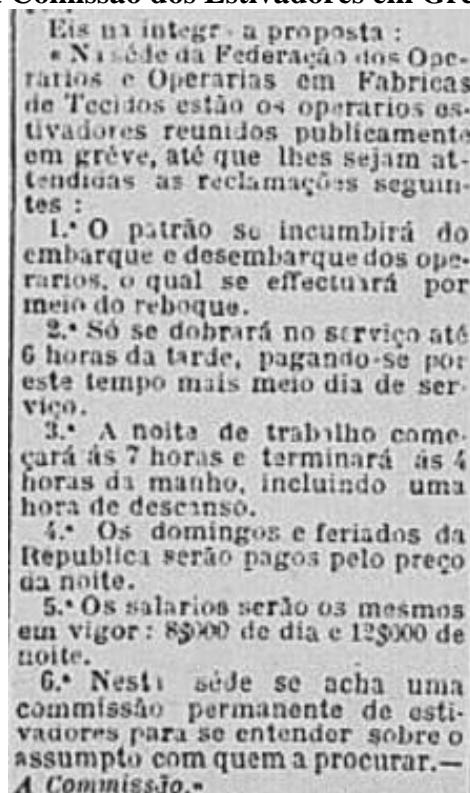 Comissão dos Estivadores em Gre
Eis na integra a proposta :
« Na séde da Federação dos Ope-
rarios e Operarias em Fabricas
de Tecidos estão os operarios es-
tivadores reunidos publicamente
em gréve, até que lhes sejam at-
tendidas as reclamações seguin-
tes :
1.ª O patrão se incumbirá do
embarque e desembarque dos ope-
rarios, o qual se effectuará por
meio do reboque.
2.ª Só se dobrará no serviço até
6 horas da tarde, pagando-se por
este tempo mais meio dia de ser-
viço.
3.ª A noite de trabalho come-
çará ás 7 horas e terminará ás 4
horas da manho, incluindo uma
hora de descanso.
4.ª Os domingos e feriados da
Republica serão pagos pelo preço
da noite.
5.ª Os salarios serão os mesmos
em vigor : 8$000 de dia e 12$000 de
noite.
6.ª Nesta séde se acha uma
commissão permanente de esti-
vadores para se entender sobre o
assumpto com quem a procurar.—
A Commissão.»